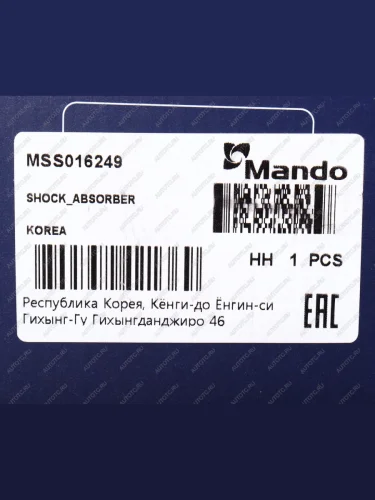 MSS016249
Mando
SHOCK_ABSORBER
KOREA
HH 1 PCS
Республика Корея, Кёнги-до Ёнгин-си
Гихынг-Гу Гихынгданджиро 46
EAC